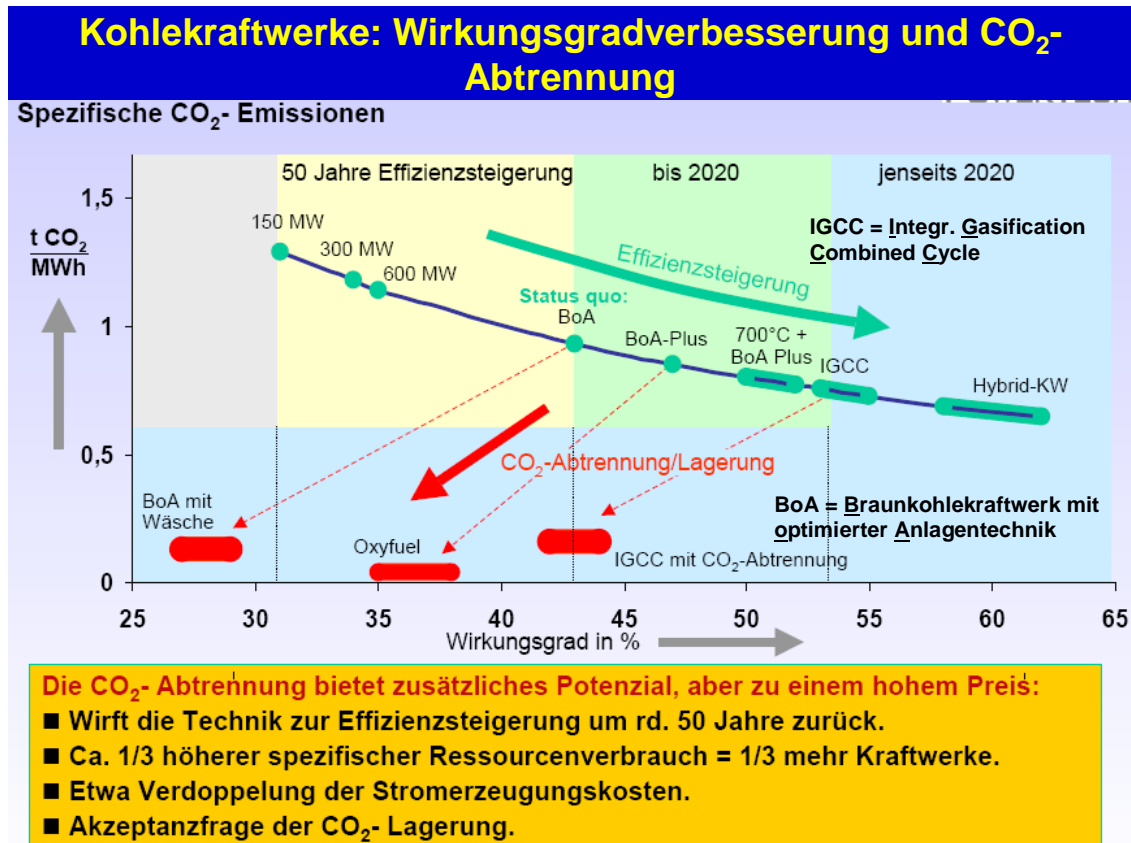 Kohlekraftwerke: Wirkungsgradverbesserung und CO₂-
Abtrennung
Spezifische CO₂- Emissionen
50 Jahre Effizienzsteigerung
bis 2020
jenseits 2020
1,5
t CO₂
MWh
150 MW
300 MW
600 MW
IGCC = Integr. Gasification
Combined Cycle
Effizienzsteigerung
Status quo:
BoA
1
BoA-Plus
700°C +
BoA Plus
IGCC
Hybrid-KW
0,5
CO₂-Abtrennung/Lagerung
BoA mit
Wäsche
BoA = Braunkohlekraftwerk mit
optimierter Anlagentechnik
Oxyfuel
IGCC mit CO₂-Abtrennung
0
25 30 35 40 45 50 55 60 65
Wirkungsgrad in %
Die CO₂- Abtrennung bietet zusätzliches Potenzial, aber zu einem hohem Preis:
■ Wirft die Technik zur Effizienzsteigerung um rd. 50 Jahre zurück.
■ Ca. 1/3 höherer spezifischer Ressourcenverbrauch = 1/3 mehr Kraftwerke.
■ Etwa Verdoppelung der Stromerzeugungskosten.
■ Akzeptanzfrage der CO₂- Lagerung.